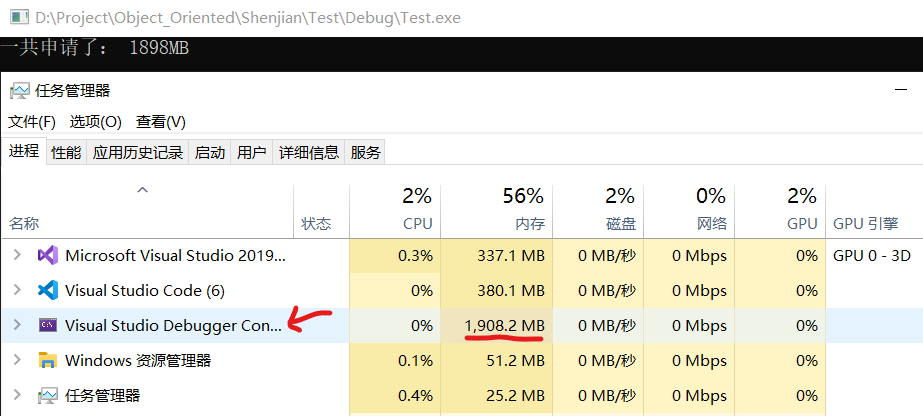 D:\Project\Object_Oriented\Shenjian\Test\Debug\Test.exe
一共申请了： 1898MB
任务管理器
文件(F) 选项(O) 查看(V)
进程 性能 应用历史记录 启动 用户 详细信息 服务
2% 56% 2% 0% 2%
名称 状态 CPU 内存 磁盘 网络 GPU GPU 引擎
Microsoft Visual Studio 2019... 0.3% 337.1 MB 0 MB/秒 0 Mbps 0% GPU 0 - 3D
Visual Studio Code (6) 0% 380.1 MB 0 MB/秒 0 Mbps 0%
Visual Studio Debugger Con... 0% 1,908.2 MB 0 MB/秒 0 Mbps 0%
Windows 资源管理器 0.1% 51.2 MB 0 MB/秒 0 Mbps 0%
任务管理器 0.4% 25.2 MB 0 MB/秒 0 Mbps 0%